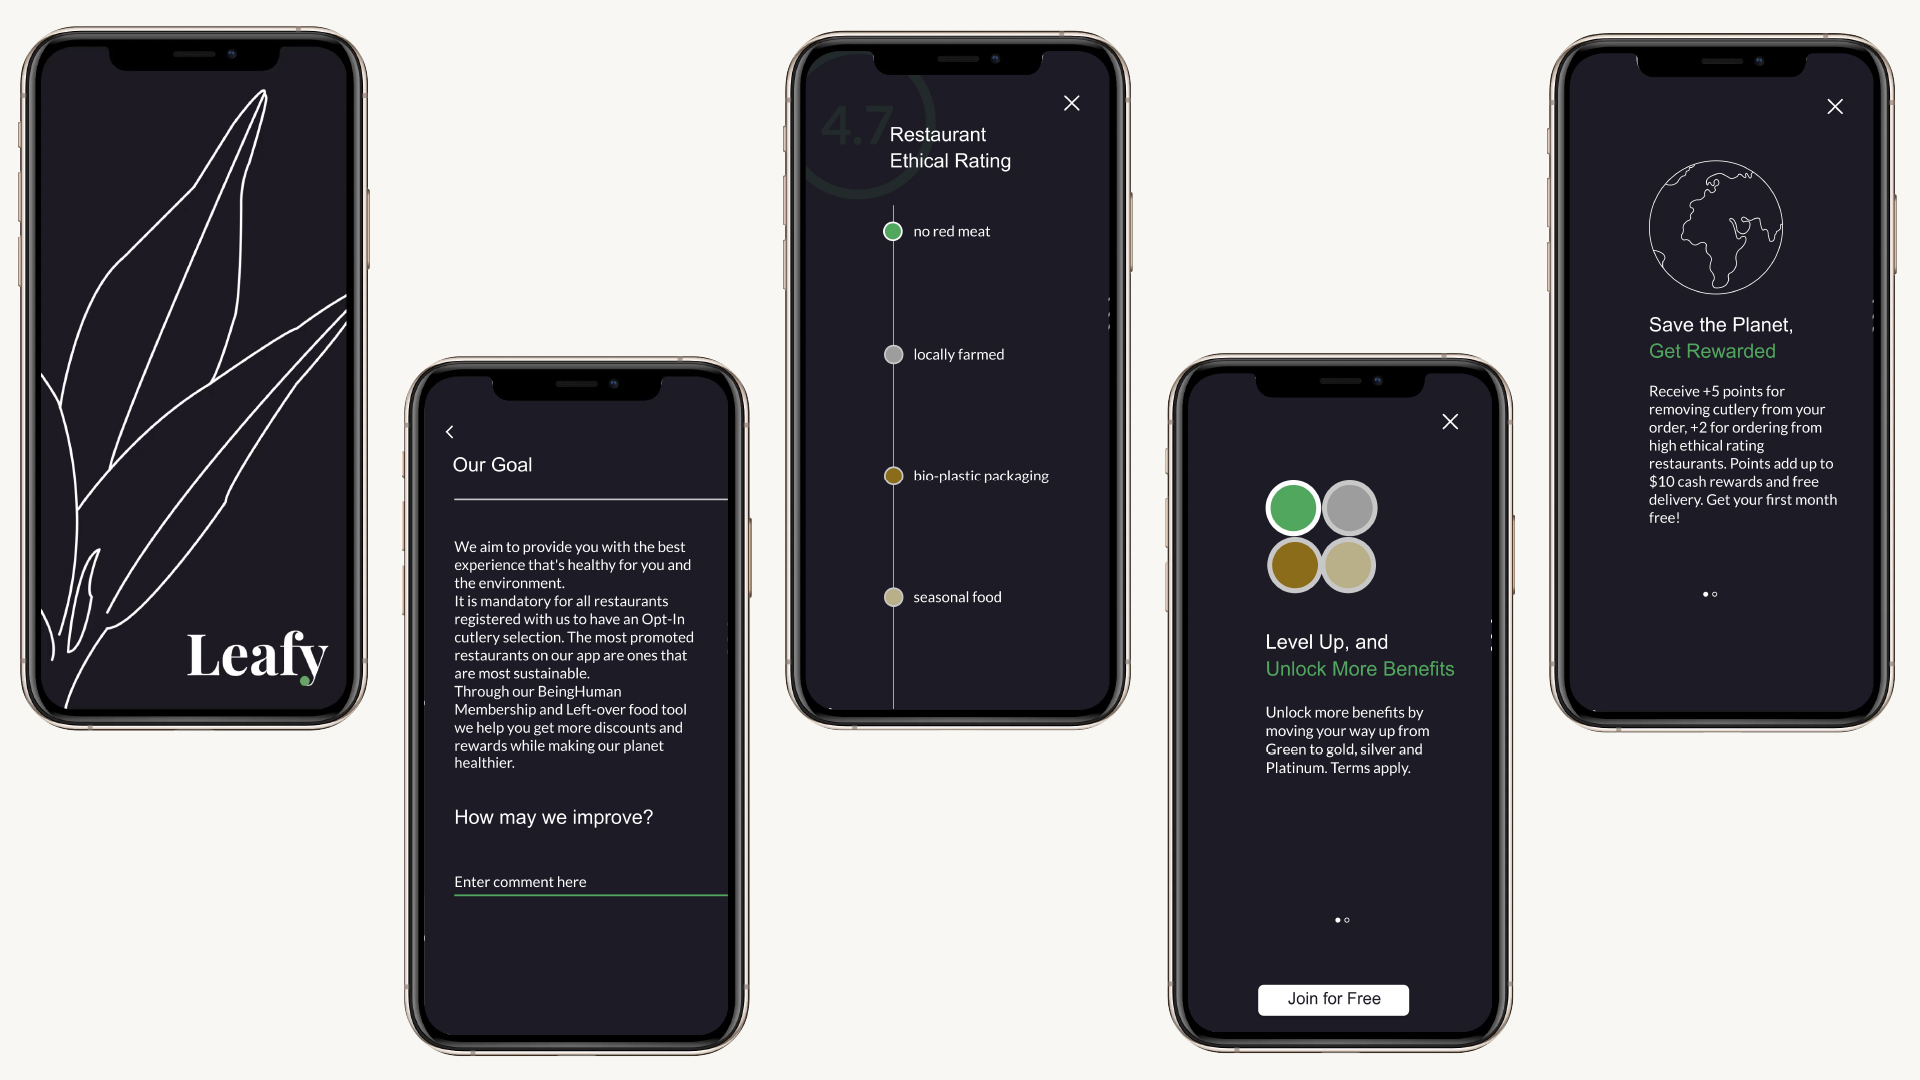 Leafy
Our Goal
We aim to provide you with the best
experience that's healthy for you and
the environment.
It is mandatory for all restaurants
registered with us to have an Opt-In
cutlery selection. The most promoted
restaurants on our app are ones that
are most sustainable.
Through our BeingHuman
Membership and Left-over food tool
we help you get more discounts and
rewards while making our planet
healthier.
How may we improve?
Enter comment here
4.7
Restaurant
Ethical Rating
no red meat
locally farmed
bio-plastic packaging
seasonal food
Level Up, and
Unlock More Benefits
Unlock more benefits by
moving your way up from
Green to gold, silver and
Platinum. Terms apply.
Join for Free
Save the Planet,
Get Rewarded
Receive +5 points for
removing cutlery from your
order, +2 for ordering from
high ethical rating
restaurants. Points add up to
$10 cash rewards and free
delivery. Get your first month
free!